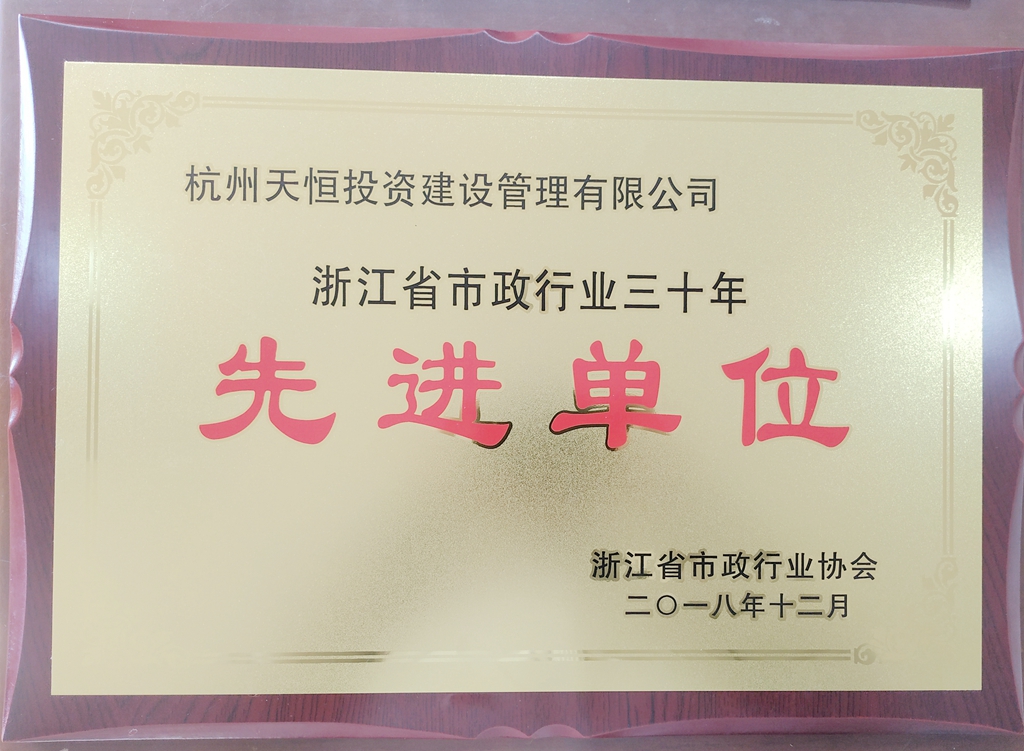 杭州天恒投资建设管理有限公司
浙江省市政行业三十年
先进单位
浙江省市政行业协会
二〇一八年十二月